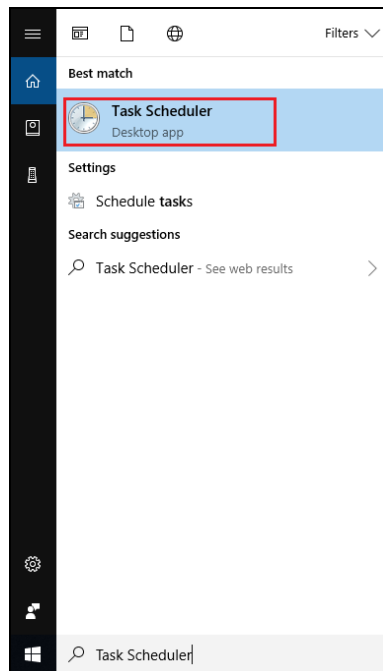 Filters
Best match
Task Scheduler
Desktop app
Settings
Schedule tasks
Search suggestions
Task Scheduler - See web results
Task Scheduler